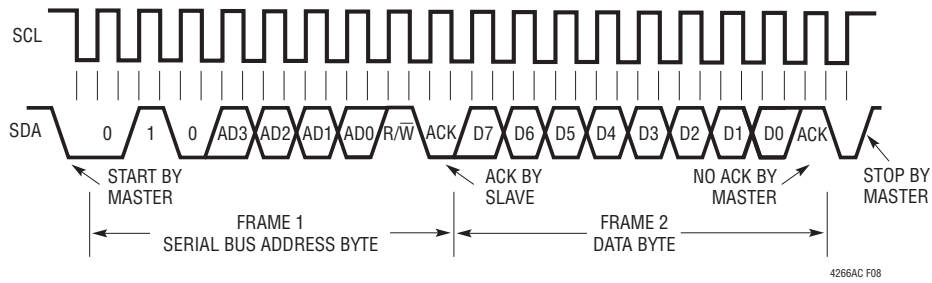 SCL
SDA 0 1 0 AD3 AD2 AD1 AD0 R/W̅ ACK D7 D6 D5 D4 D3 D2 D1 D0 ACK
START BY
MASTER
ACK BY
SLAVE
NO ACK BY
MASTER
STOP BY
MASTER
FRAME 1
SERIAL BUS ADDRESS BYTE
FRAME 2
DATA BYTE
4266AC F08